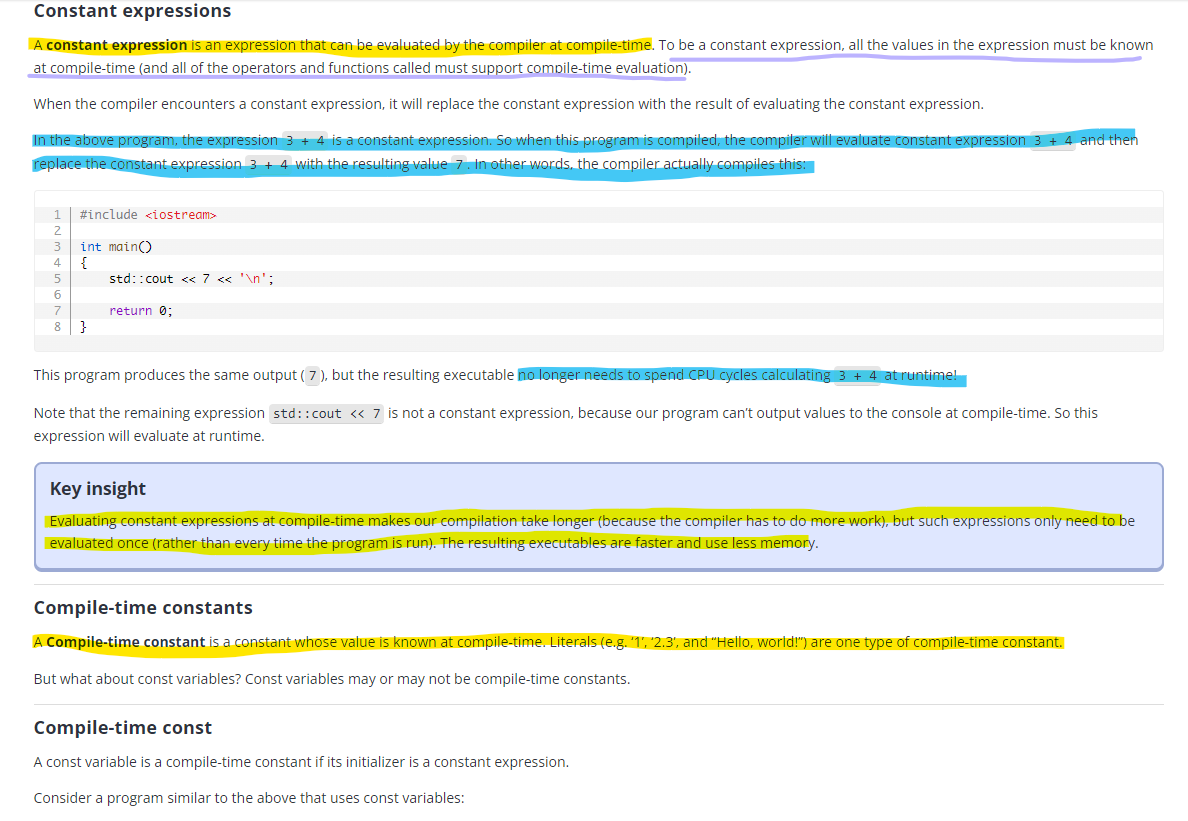 Constant expressions
A constant expression is an expression that can be evaluated by the compiler at compile-time. To be a constant expression, all the values in the expression must be known
at compile-time (and all of the operators and functions called must support compile-time evaluation).
When the compiler encounters a constant expression, it will replace the constant expression with the result of evaluating the constant expression.
In the above program, the expression 3 + 4 is a constant expression. So when this program is compiled, the compiler will evaluate constant expression 3 + 4 and then
replace the constant expression 3 + 4 with the resulting value 7 . In other words, the compiler actually compiles this:
1 #include <iostream>
2
3 int main()
4 {
5     std::cout << 7 << '\n';
6
7     return 0;
8 }
This program produces the same output ( 7 ), but the resulting executable no longer needs to spend CPU cycles calculating 3 + 4 at runtime!
Note that the remaining expression std::cout << 7 is not a constant expression, because our program can’t output values to the console at compile-time. So this
expression will evaluate at runtime.
Key insight
Evaluating constant expressions at compile-time makes our compilation take longer (because the compiler has to do more work), but such expressions only need to be
evaluated once (rather than every time the program is run). The resulting executables are faster and use less memory.
Compile-time constants
A Compile-time constant is a constant whose value is known at compile-time. Literals (e.g. ‘1’, ‘2.3’, and “Hello, world!”) are one type of compile-time constant.
But what about const variables? Const variables may or may not be compile-time constants.
Compile-time const
A const variable is a compile-time constant if its initializer is a constant expression.
Consider a program similar to the above that uses const variables: